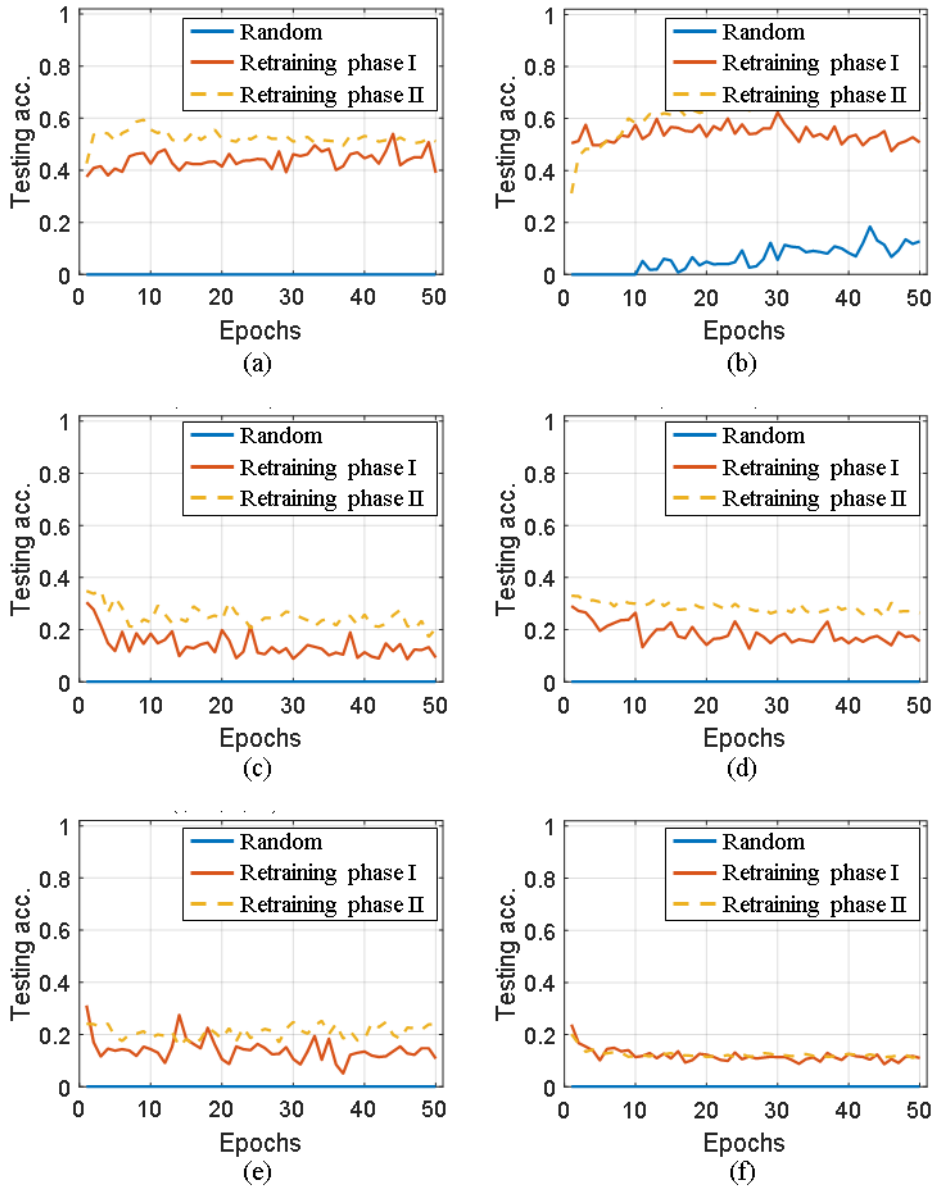 1
0.8
0.6
0.4
0.2
0
Testing acc.
Random
Retraining phase I
Retraining phase II
0 10 20 30 40 50
Epochs
(a)
1
0.8
0.6
0.4
0.2
0
Testing acc.
Random
Retraining phase I
Retraining phase II
0 10 20 30 40 50
Epochs
(b)
1
0.8
0.6
0.4
0.2
0
Testing acc.
Random
Retraining phase I
Retraining phase II
0 10 20 30 40 50
Epochs
(c)
1
0.8
0.6
0.4
0.2
0
Testing acc.
Random
Retraining phase I
Retraining phase II
0 10 20 30 40 50
Epochs
(d)
1
0.8
0.6
0.4
0.2
0
Testing acc.
Random
Retraining phase I
Retraining phase II
0 10 20 30 40 50
Epochs
(e)
1
0.8
0.6
0.4
0.2
0
Testing acc.
Random
Retraining phase I
Retraining phase II
0 10 20 30 40 50
Epochs
(f)